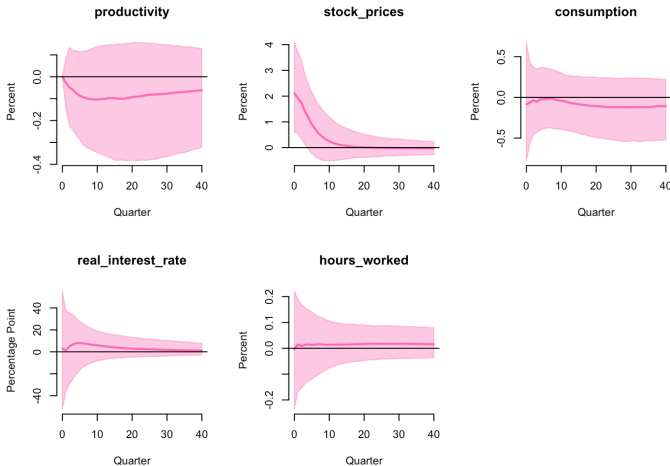 productivity
stock_prices
consumption
Percent
0.0
-0.2
-0.4
0 10 20 30 40
Quarter
Percent
4
3
2
1
0
0 10 20 30 40
Quarter
Percent
0.5
0.0
-0.5
0 10 20 30 40
Quarter
real_interest_rate
hours_worked
Percentage Point
40
20
0
-40
0 10 20 30 40
Quarter
Percent
0.2
0.1
0.0
-0.2
0 10 20 30 40
Quarter